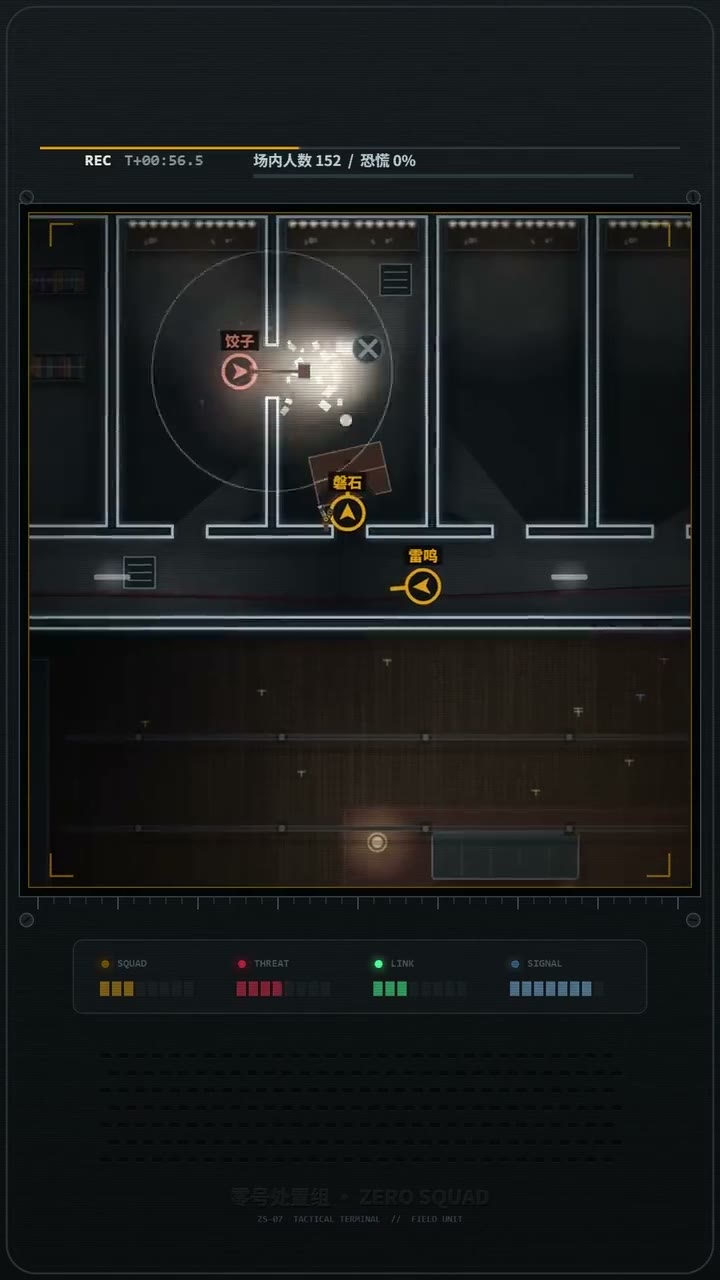 REC T+00:56.5 场内人数 152 / 恐慌 0%
饺子
磐石
雷鸣
SQUAD THREAT LINK SIGNAL
零号处置组 · ZERO SQUAD
ZS-07 TACTICAL TERMINAL // FIELD UNIT